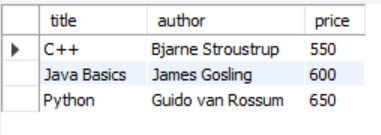 title author price
C++ Bjarne Stroustrup 550
Java Basics James Gosling 600
Python Guido van Rossum 650